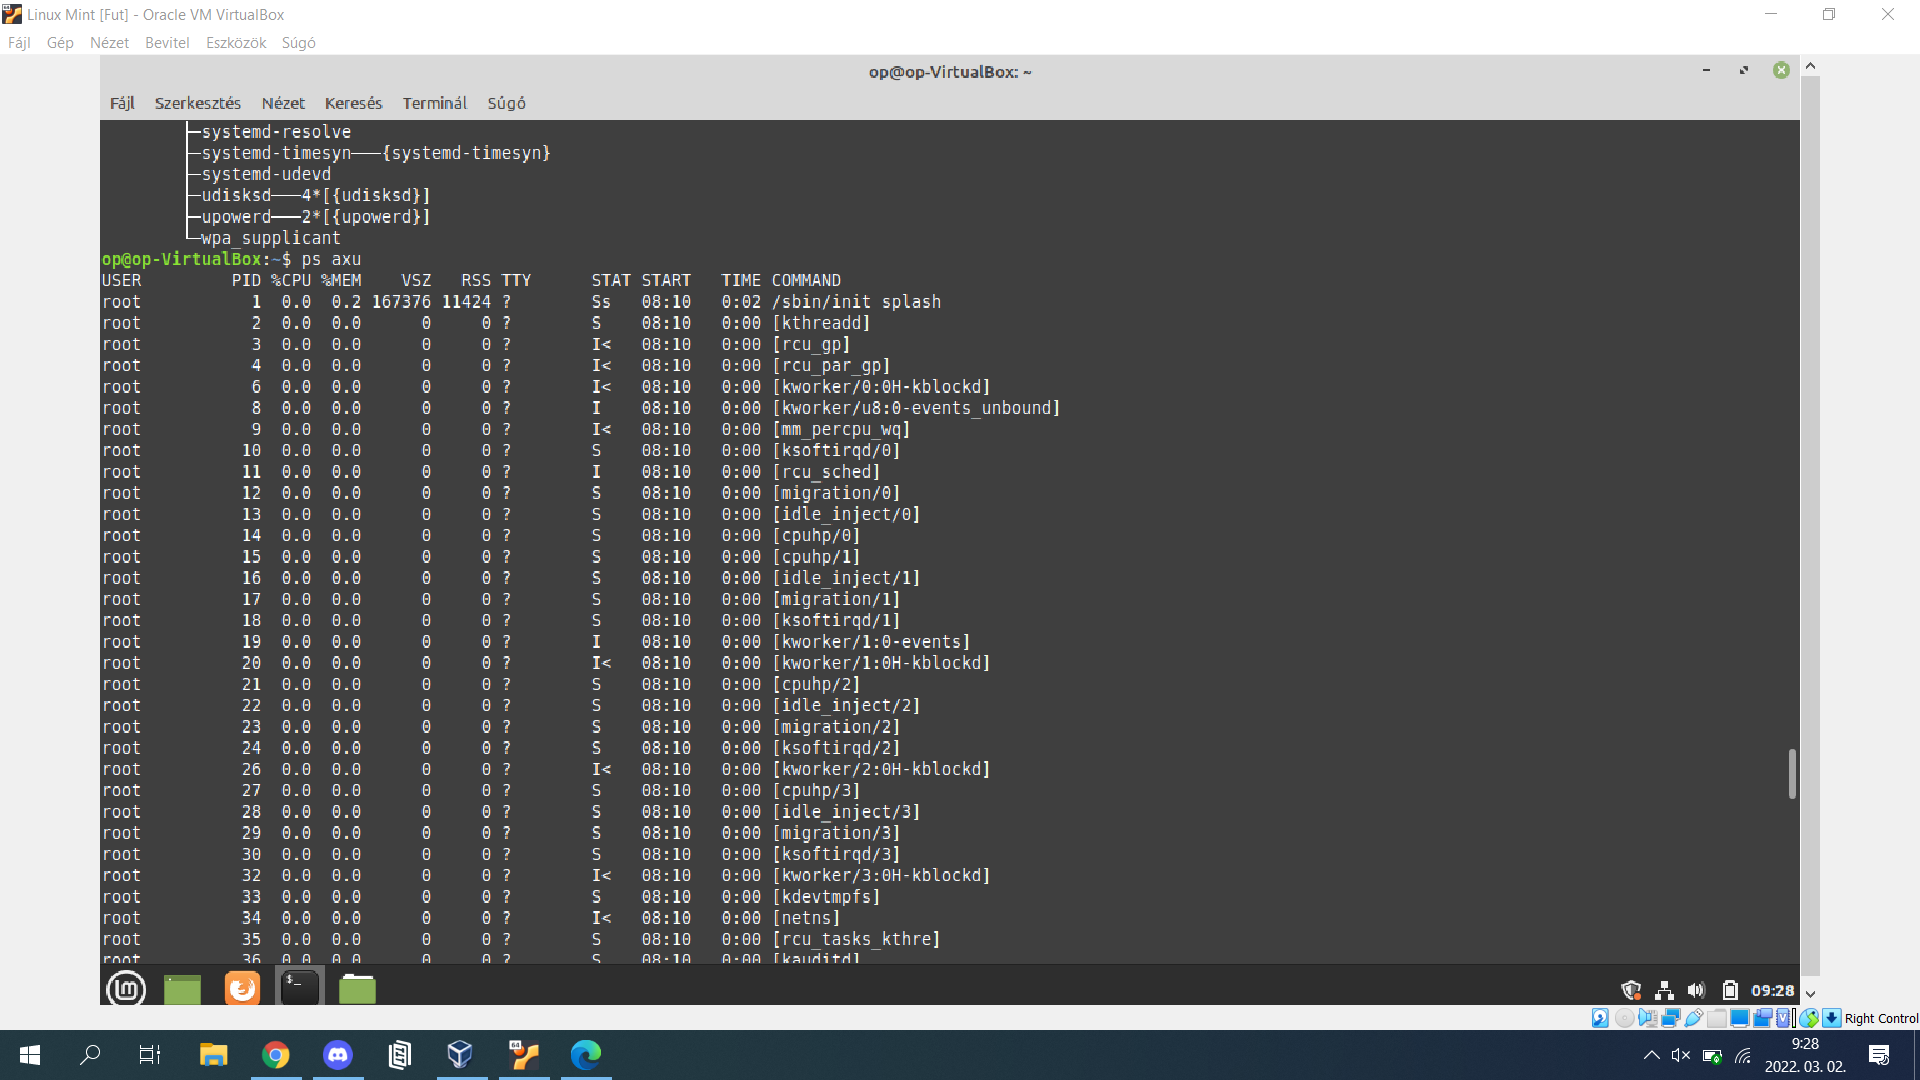 Linux Mint [Fut] - Oracle VM VirtualBox
Fájl Gép Nézet Bevitel Eszközök Súgó
op@op-VirtualBox: ~
Fájl Szerkesztés Nézet Keresés Terminál Súgó
├─systemd-resolve
├─systemd-timesyn───{systemd-timesyn}
├─systemd-udevd
├─udisksd───4*[{udisksd}]
├─upowerd───2*[{upowerd}]
└─wpa_supplicant
op@op-VirtualBox:~$ ps axu
USER PID %CPU %MEM VSZ RSS TTY STAT START TIME COMMAND
root 1 0.0 0.2 167376 11424 ? Ss 08:10 0:02 /sbin/init splash
root 2 0.0 0.0 0 0 ? S 08:10 0:00 [kthreadd]
root 3 0.0 0.0 0 0 ? I< 08:10 0:00 [rcu_gp]
root 4 0.0 0.0 0 0 ? I< 08:10 0:00 [rcu_par_gp]
root 6 0.0 0.0 0 0 ? I< 08:10 0:00 [kworker/0:0H-kblockd]
root 8 0.0 0.0 0 0 ? I 08:10 0:00 [kworker/u8:0-events_unbound]
root 9 0.0 0.0 0 0 ? I< 08:10 0:00 [mm_percpu_wq]
root 10 0.0 0.0 0 0 ? S 08:10 0:00 [ksoftirqd/0]
root 11 0.0 0.0 0 0 ? I 08:10 0:00 [rcu_sched]
root 12 0.0 0.0 0 0 ? S 08:10 0:00 [migration/0]
root 13 0.0 0.0 0 0 ? S 08:10 0:00 [idle_inject/0]
root 14 0.0 0.0 0 0 ? S 08:10 0:00 [cpuhp/0]
root 15 0.0 0.0 0 0 ? S 08:10 0:00 [cpuhp/1]
root 16 0.0 0.0 0 0 ? S 08:10 0:00 [idle_inject/1]
root 17 0.0 0.0 0 0 ? S 08:10 0:00 [migration/1]
root 18 0.0 0.0 0 0 ? S 08:10 0:00 [ksoftirqd/1]
root 19 0.0 0.0 0 0 ? I 08:10 0:00 [kworker/1:0-events]
root 20 0.0 0.0 0 0 ? I< 08:10 0:00 [kworker/1:0H-kblockd]
root 21 0.0 0.0 0 0 ? S 08:10 0:00 [cpuhp/2]
root 22 0.0 0.0 0 0 ? S 08:10 0:00 [idle_inject/2]
root 23 0.0 0.0 0 0 ? S 08:10 0:00 [migration/2]
root 24 0.0 0.0 0 0 ? S 08:10 0:00 [ksoftirqd/2]
root 26 0.0 0.0 0 0 ? I< 08:10 0:00 [kworker/2:0H-kblockd]
root 27 0.0 0.0 0 0 ? S 08:10 0:00 [cpuhp/3]
root 28 0.0 0.0 0 0 ? S 08:10 0:00 [idle_inject/3]
root 29 0.0 0.0 0 0 ? S 08:10 0:00 [migration/3]
root 30 0.0 0.0 0 0 ? S 08:10 0:00 [ksoftirqd/3]
root 32 0.0 0.0 0 0 ? I< 08:10 0:00 [kworker/3:0H-kblockd]
root 33 0.0 0.0 0 0 ? S 08:10 0:00 [kdevtmpfs]
root 34 0.0 0.0 0 0 ? I< 08:10 0:00 [netns]
root 35 0.0 0.0 0 0 ? S 08:10 0:00 [rcu_tasks_kthre]
root 36 0.0 0.0 0 0 ? S 08:10 0:00 [kauditd]
09:28
Right Control
9:28
2022. 03. 02.